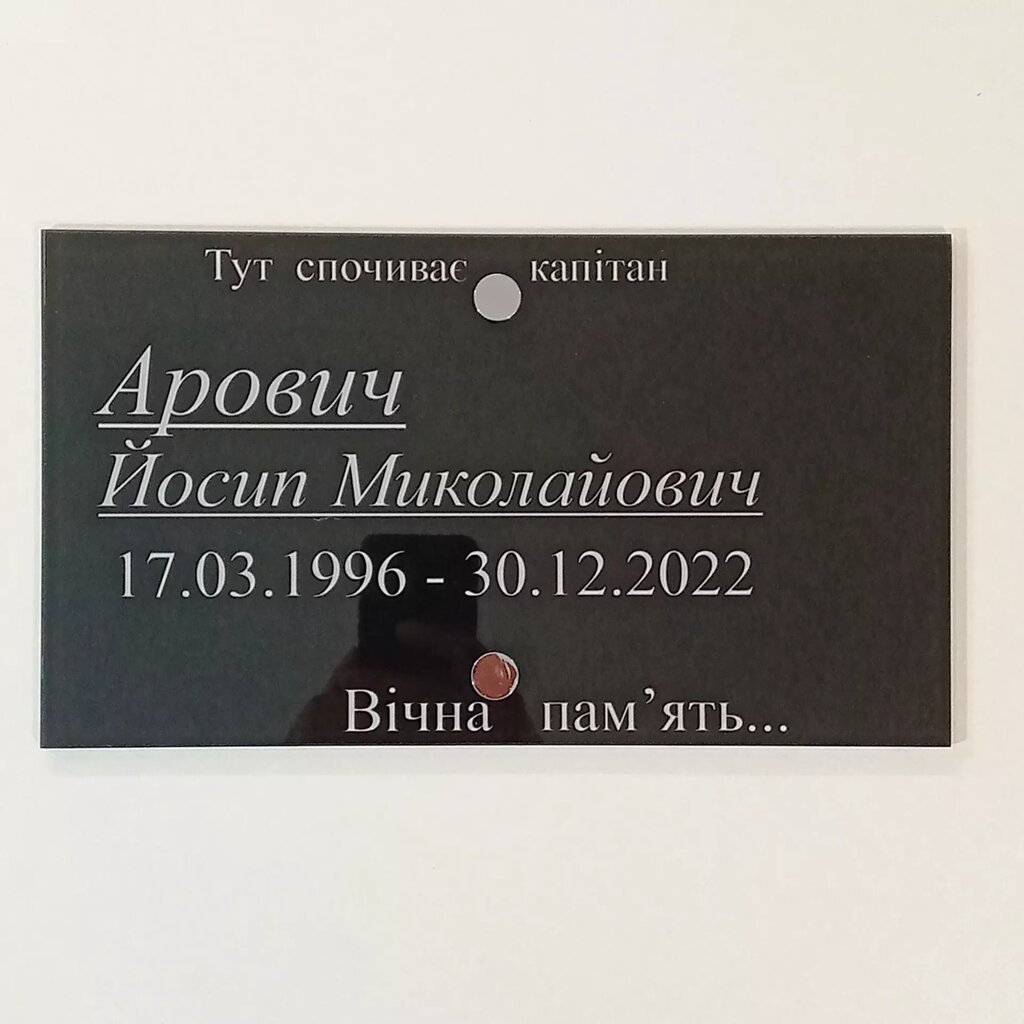 Тут спочиває капітан
Арович
Йосип Миколайович
17.03.1996 - 30.12.2022
Вічна пам’ять...